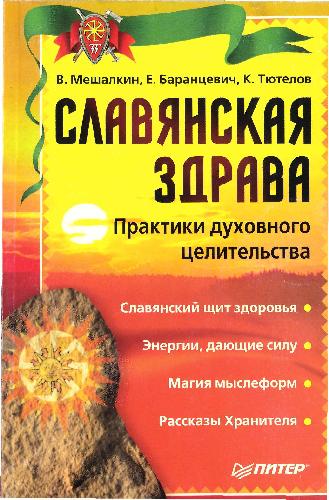 В. Мешалкин, Е. Баранцевич, К. Тютелов
СЛАВЯНСКАЯ
ЗДРАВА
Практики духовного
целительства
Славянский щит здоровья
Энергии, дающие силу
Магия мыслеформ
Рассказы Хранителя
ПИТЕР